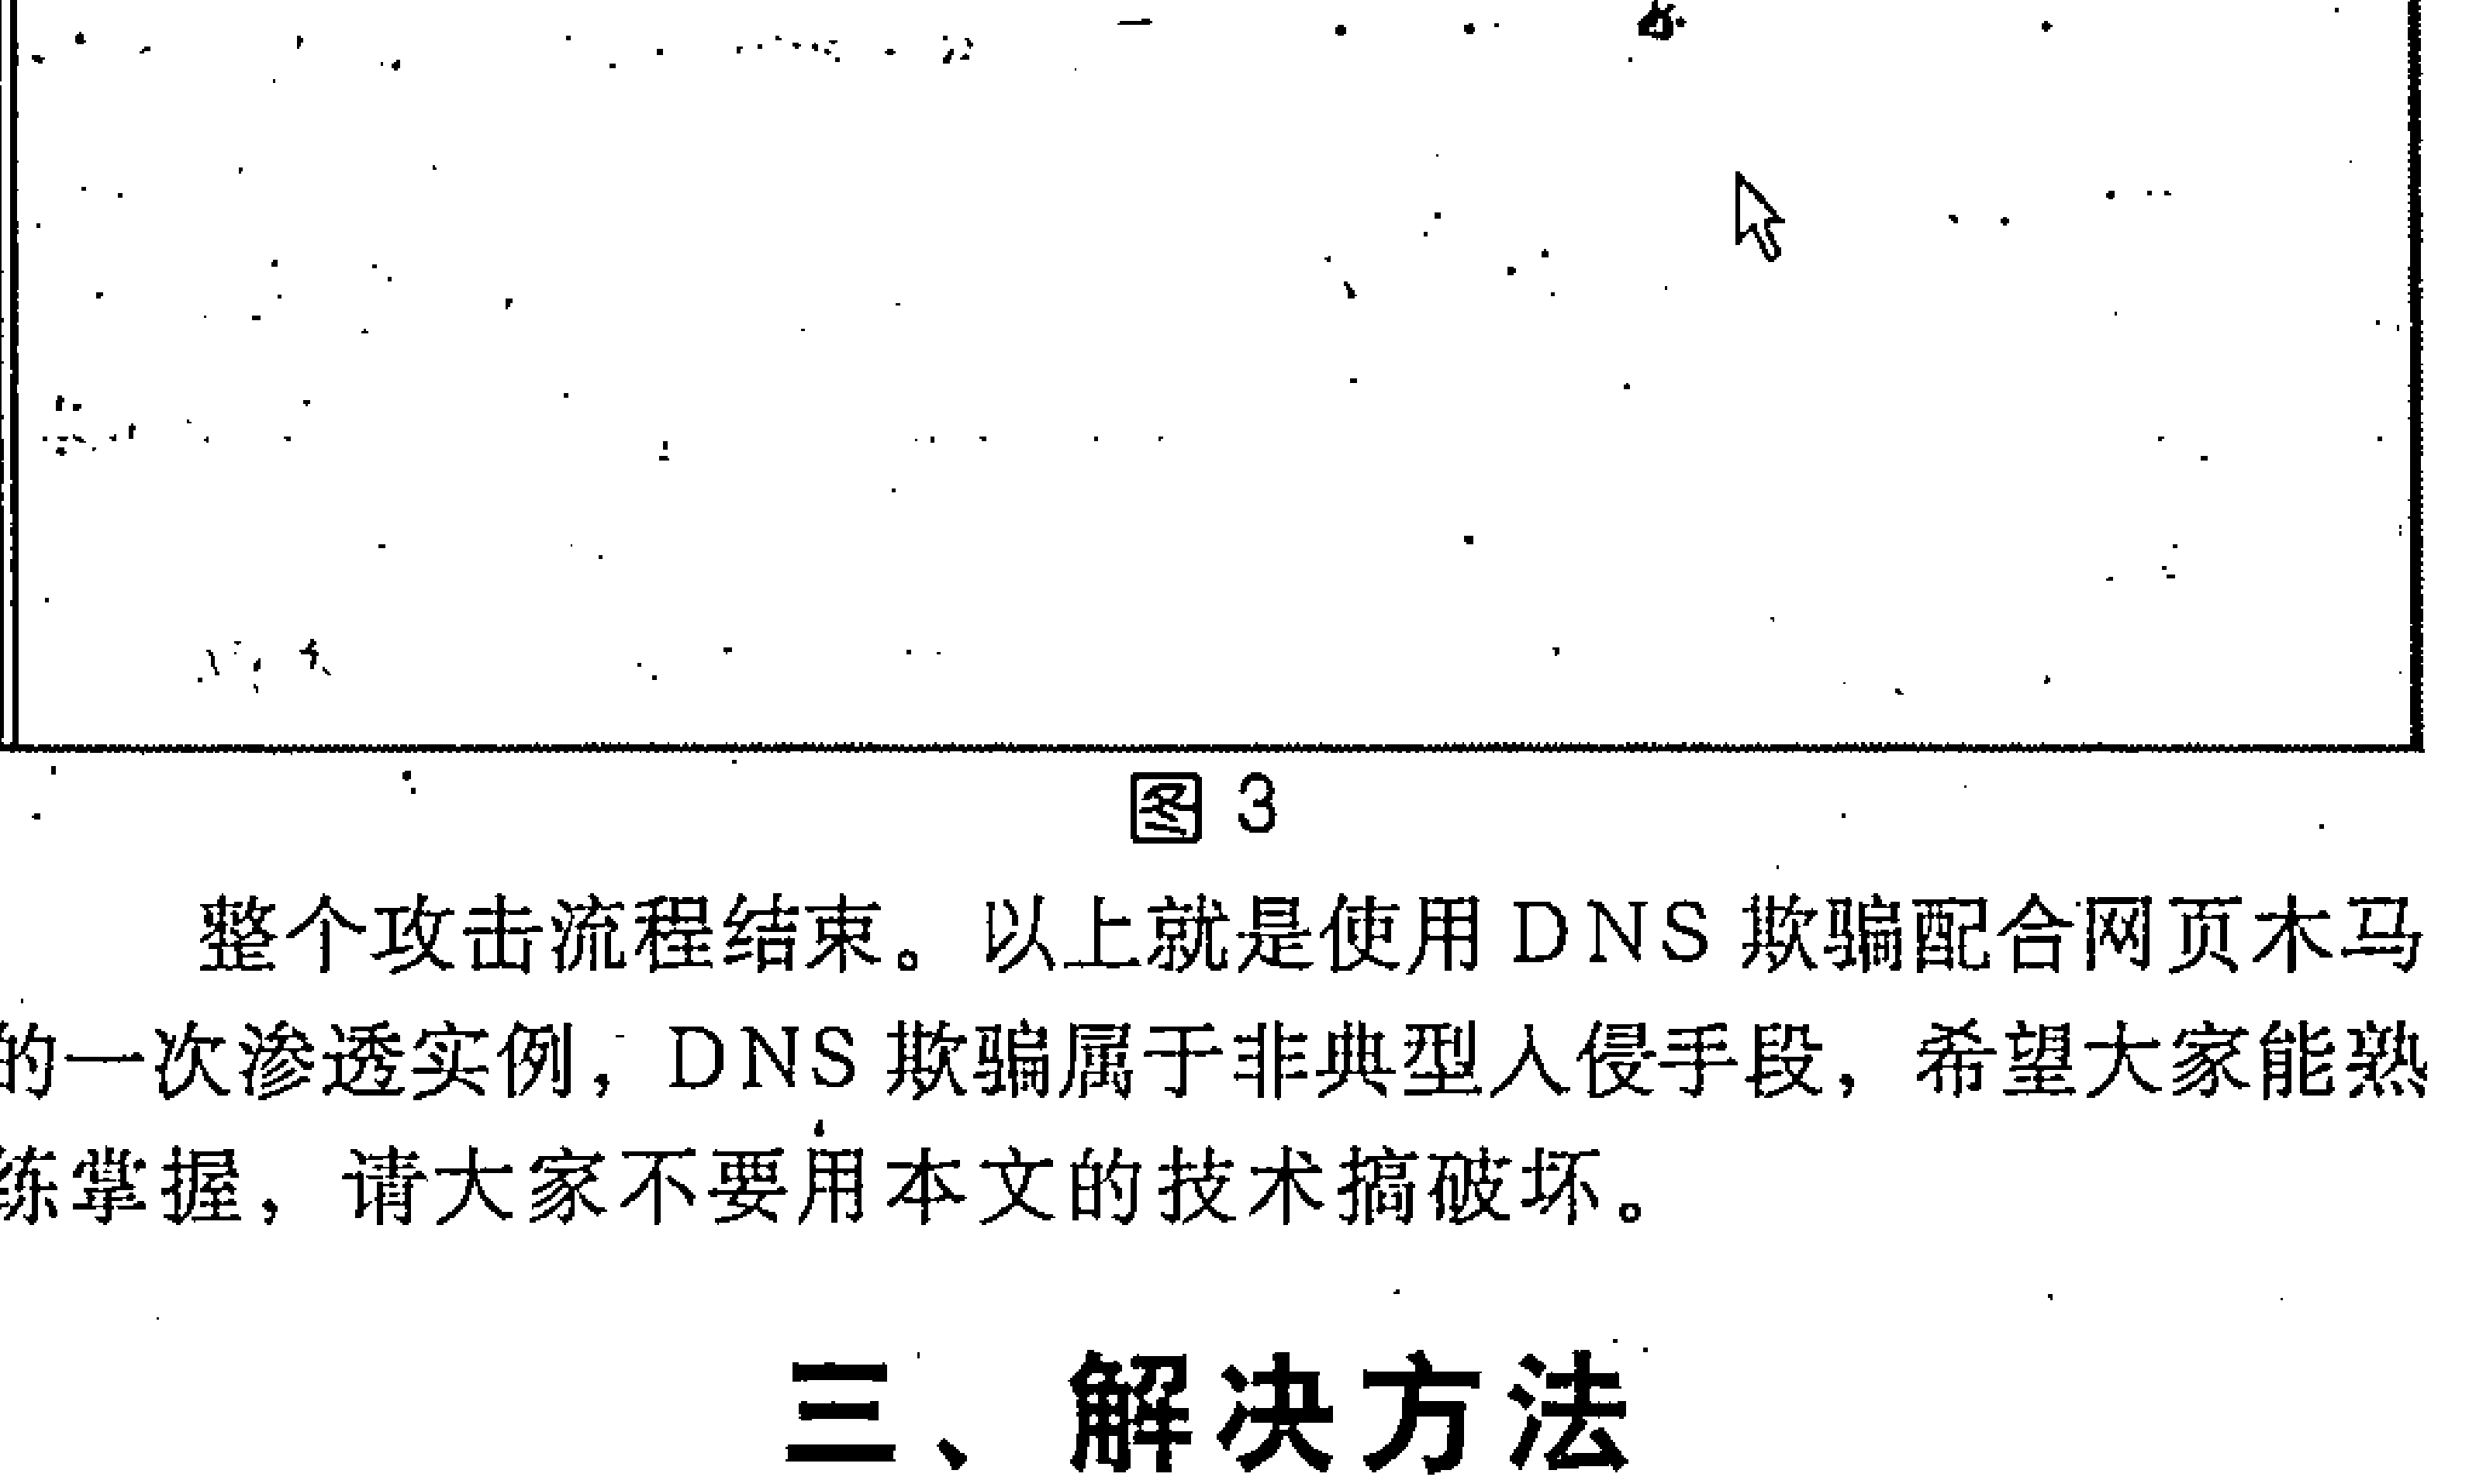 图 3
整个攻击流程结束。以上就是使用 DNS 欺骗配合网页木马
的一次渗透实例，DNS 欺骗属于非典型入侵手段，希望大家能熟
练掌握，请大家不要用本文的技术搞破坏。
三、解决方法